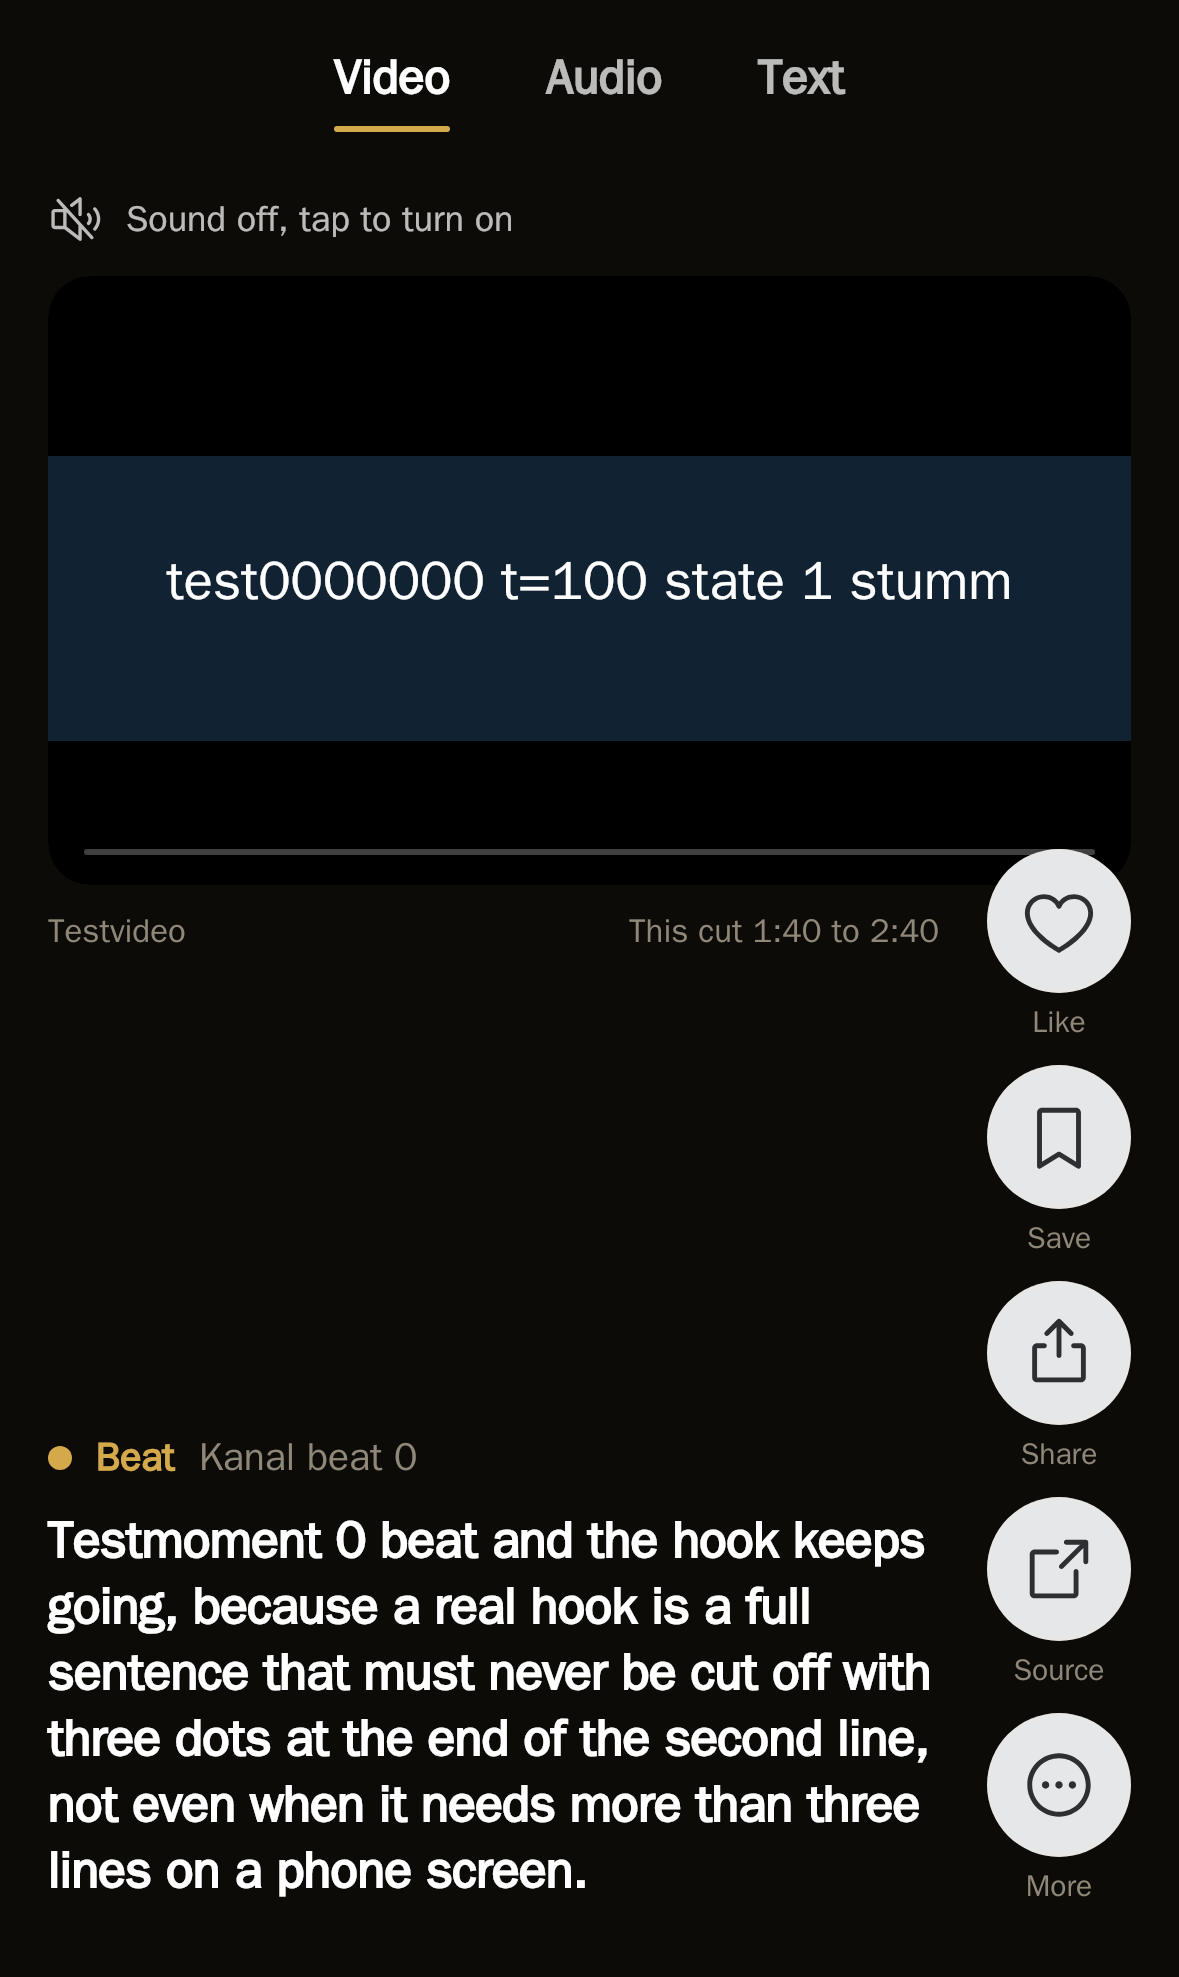 Video Audio Text
Sound off, tap to turn on
test0000000 t=100 state 1 stumm
Testvideo This cut 1:40 to 2:40
Like
Save
Share
Source
More
Beat Kanal beat 0
Testmoment 0 beat and the hook keeps
going, because a real hook is a full
sentence that must never be cut off with
three dots at the end of the second line,
not even when it needs more than three
lines on a phone screen.